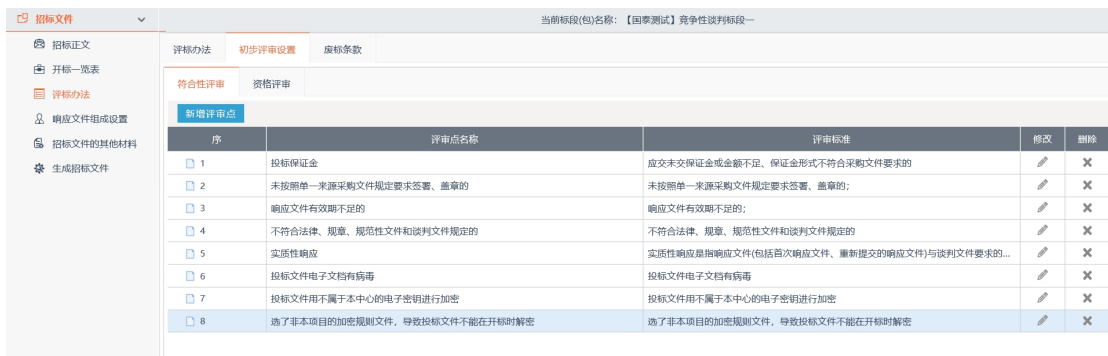 招标文件
当前标段(包)名称：【国泰测试】竞争性谈判标段一
招标正文
开标一览表
评标办法
响应文件组成设置
招标文件的其他材料
生成招标文件
评标办法 初步评审设置 废标条款
符合性评审 资格评审
新增评审点
序 评审点名称 评审标准 修改 删除
1 投标保证金 应交未交保证金或金额不足、保证金形式不符合采购文件要求的
2 未按照单一来源采购文件规定要求签署、盖章的 未按照单一来源采购文件规定要求签署、盖章的;
3 响应文件有效期不足的 响应文件有效期不足的;
4 不符合法律、规章、规范性文件和谈判文件规定的 不符合法律、规章、规范性文件和谈判文件规定的
5 实质性响应 实质性响应是指响应文件(包括首次响应文件、重新提交的响应文件)与谈判文件要求的...
6 投标文件电子文档有病毒 投标文件电子文档有病毒
7 投标文件用不属于本中心的电子密钥进行加密 投标文件用不属于本中心的电子密钥进行加密
8 选了非本项目的加密规则文件，导致投标文件不能在开标时解密 选了非本项目的加密规则文件，导致投标文件不能在开标时解密